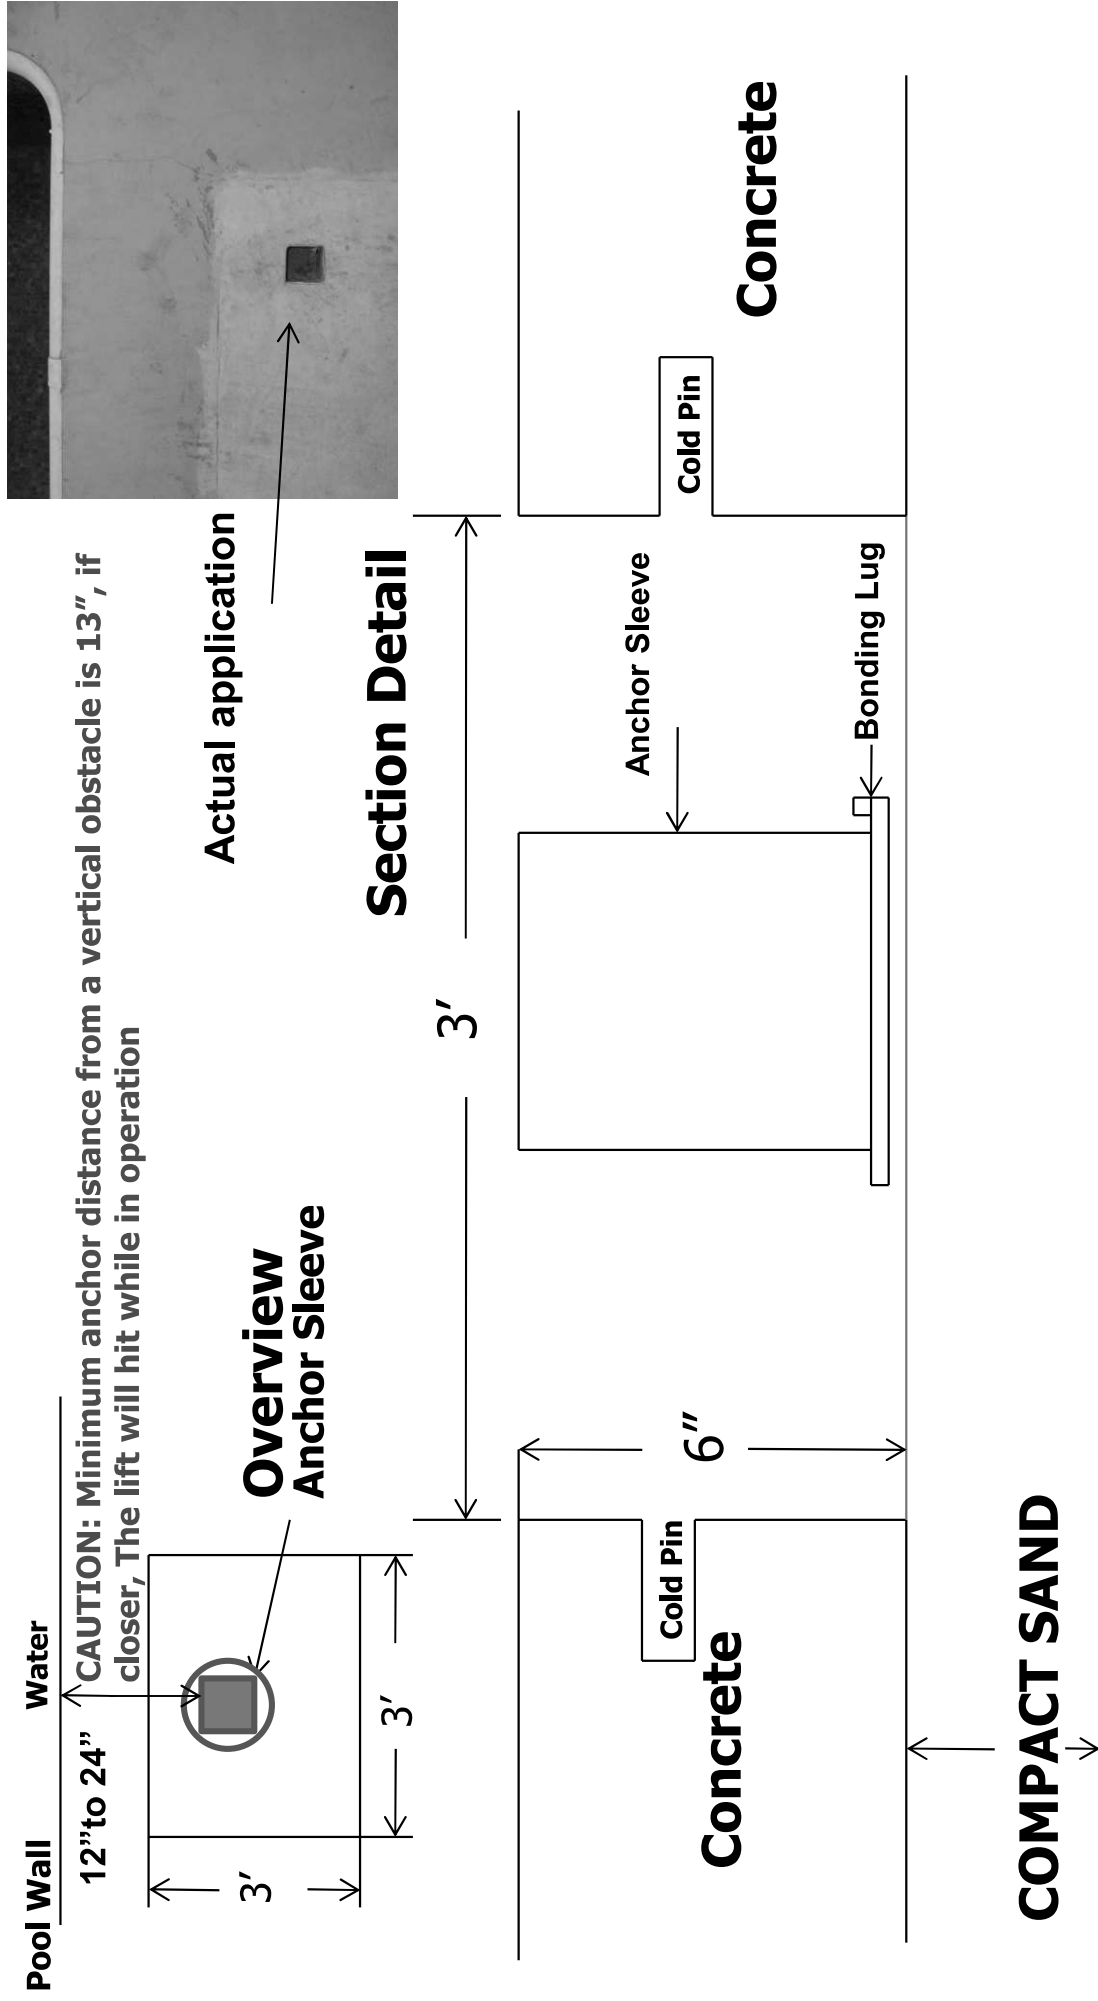 Pool Wall
Water
12”to 24”
CAUTION: Minimum anchor distance from a vertical obstacle is 13”, if
closer, The lift will hit while in operation
Actual application
Overview
Anchor Sleeve
3’
3’
Section Detail
3’
Anchor Sleeve
Cold Pin
6”
Cold Pin
Concrete
Concrete
Bonding Lug
COMPACT SAND